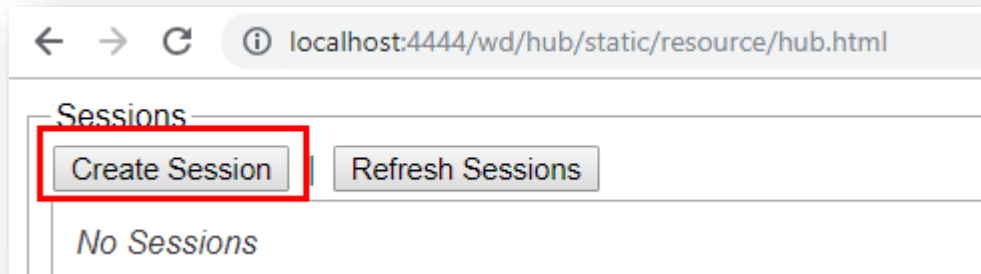 localhost:4444/wd/hub/static/resource/hub.html
Sessions
Create Session | Refresh Sessions
No Sessions